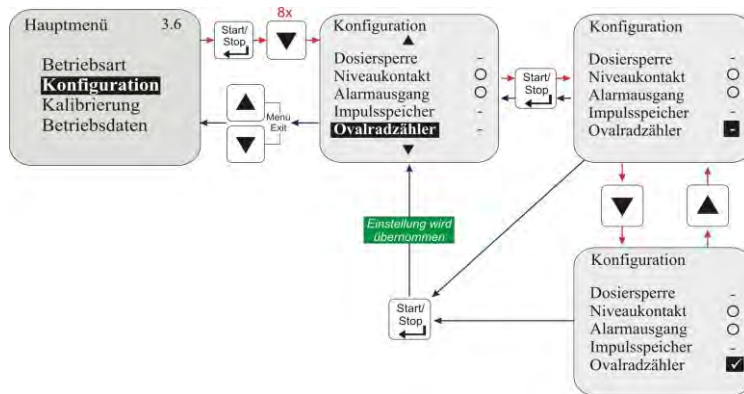 Hauptmenü 3.6
Betriebsart
Konfiguration
Kalibrierung
Betriebsdaten
Start/
Stop
8x
Menü
Exit
Konfiguration
Dosiersperre -
Niveaukontakt O
Alarmausgang O
Impulsspeicher -
Ovalradzähler -
Start/
Stop
Konfiguration
Dosiersperre -
Niveaukontakt O
Alarmausgang O
Impulsspeicher -
Ovalradzähler -
Einstellung wird
übernommen
Start/
Stop
Konfiguration
Dosiersperre -
Niveaukontakt O
Alarmausgang O
Impulsspeicher -
Ovalradzähler ✓